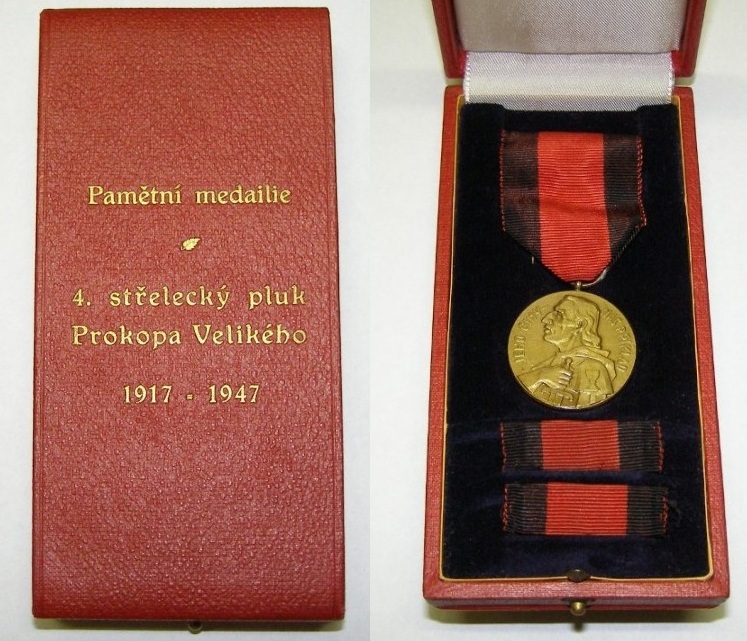 Pamětní medailie
4. střelecký pluk
Prokopa Velikého
1917 - 1947